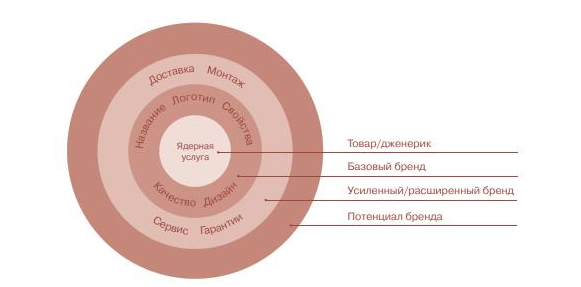 Доставка Монтаж
Название Логотип Свойства
Ядерная
услуга
Качество Дизайн
Сервис Гарантии
Товар/дженерик
Базовый бренд
Усиленный/расширенный бренд
Потенциал бренда